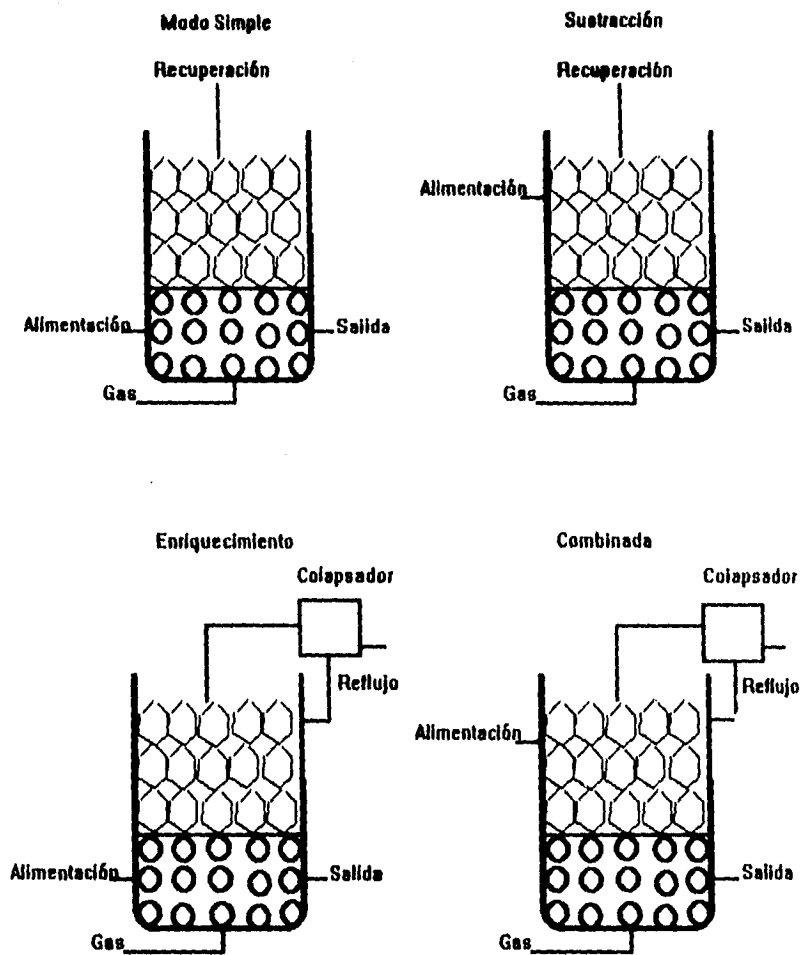 Modo Simple
Recuperación
Alimentación
Salida
Gas
Sustracción
Recuperación
Alimentación
Salida
Gas
Enriquecimiento
Colapsador
Reflujo
Alimentación
Salida
Gas
Combinada
Colapsador
Reflujo
Alimentación
Salida
Gas